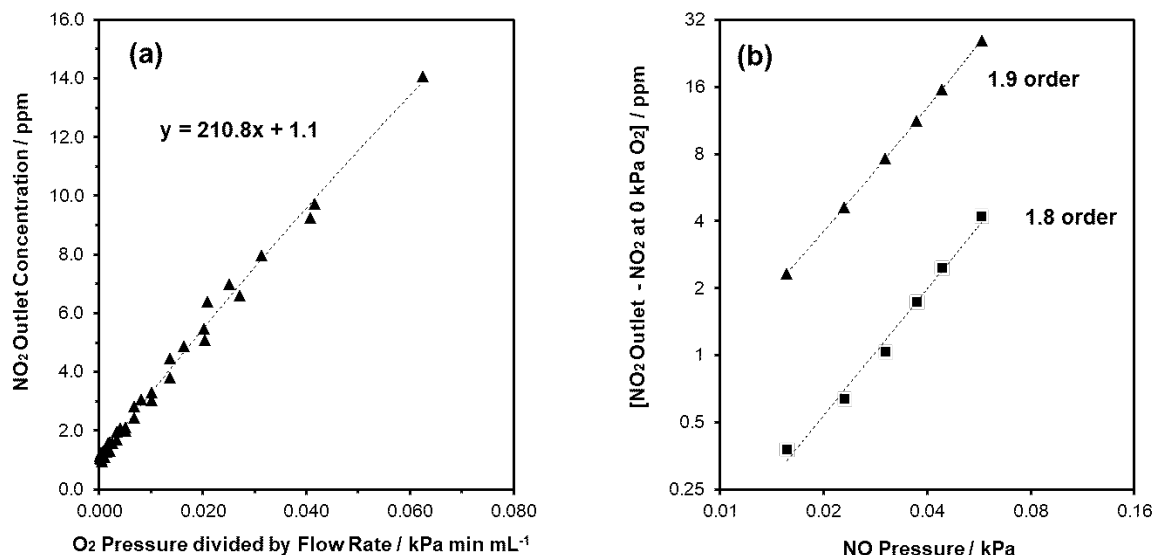 (a)
y = 210.8x + 1.1
NO2 Outlet Concentration / ppm
16.0
14.0
12.0
10.0
8.0
6.0
4.0
2.0
0.0
0.000 0.020 0.040 0.060 0.080
O2 Pressure divided by Flow Rate / kPa min mL-1
(b)
1.9 order
1.8 order
[NO2 Outlet - NO2 at 0 kPa O2] / ppm
32
16
8
4
2
1
0.5
0.25
0.01 0.02 0.04 0.08 0.16
NO Pressure / kPa